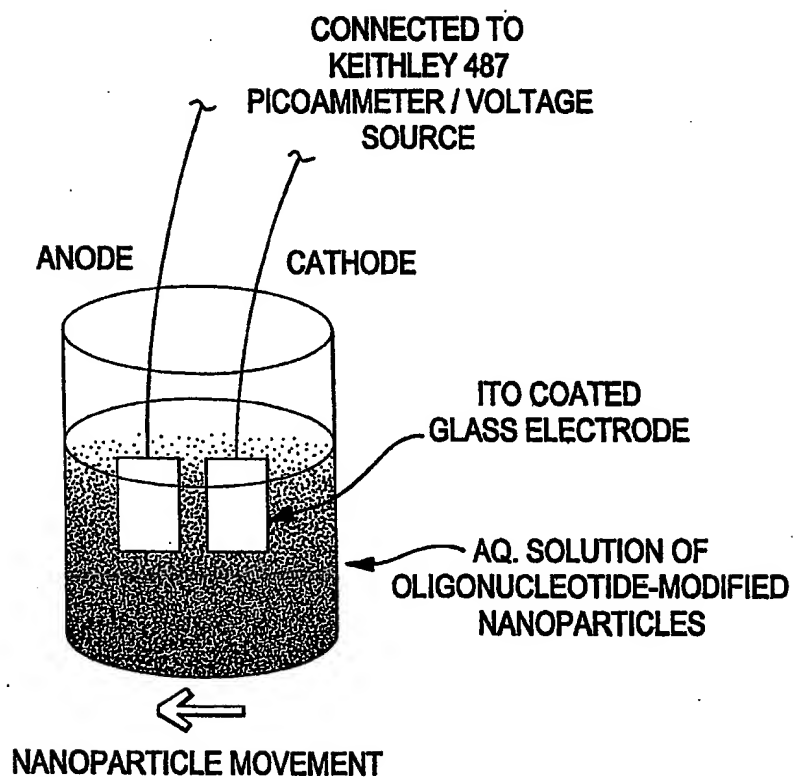 CONNECTED TO
KEITHLEY 487
PICOAMMETER / VOLTAGE
SOURCE
ANODE
CATHODE
ITO COATED
GLASS ELECTRODE
AQ. SOLUTION OF
OLIGONUCLEOTIDE-MODIFIED
NANOPARTICLES
NANOPARTICLE MOVEMENT